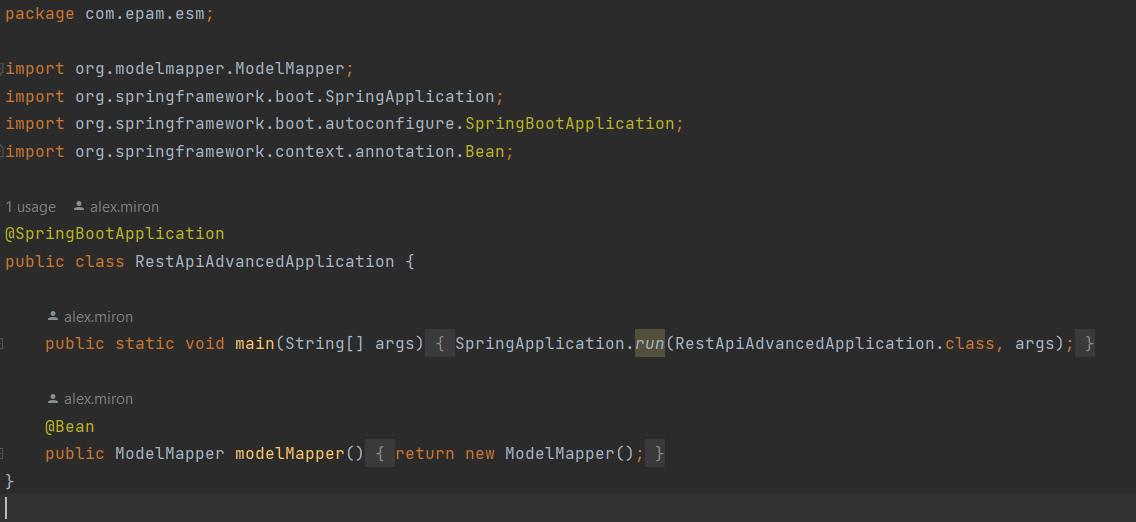 package com.epam.esm;
import org.modelmapper.ModelMapper;
import org.springframework.boot.SpringApplication;
import org.springframework.boot.autoconfigure.SpringBootApplication;
import org.springframework.context.annotation.Bean;
1 usage alex.miron
@SpringBootApplication
public class RestApiAdvancedApplication {
alex.miron
public static void main(String[] args) { SpringApplication.run(RestApiAdvancedApplication.class, args); }
alex.miron
@Bean
public ModelMapper modelMapper() { return new ModelMapper(); }
}